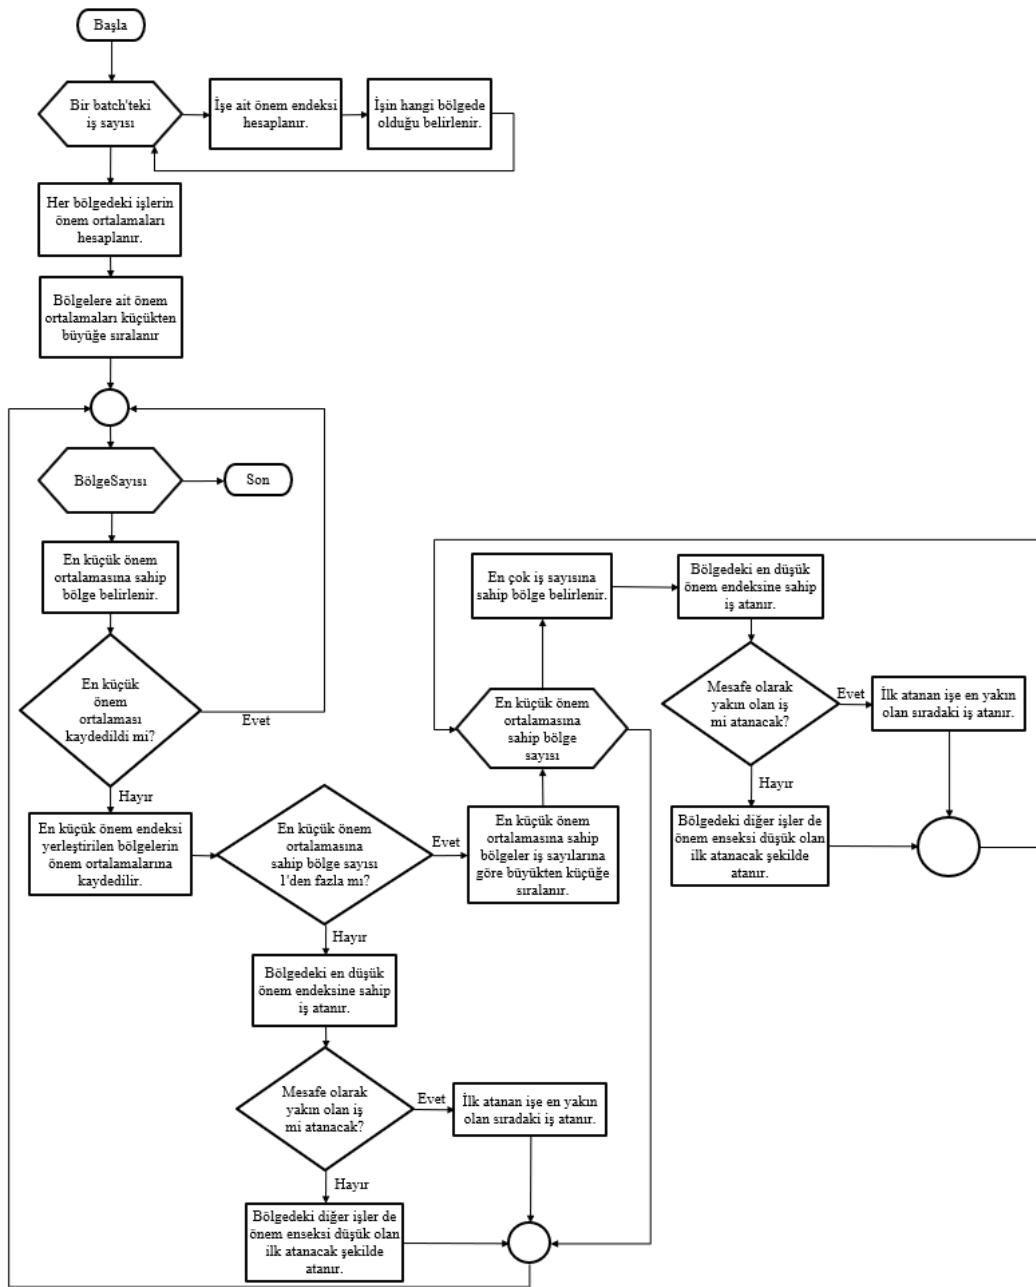 Başla
Bir batch'teki
iş sayısı
İşe ait önem endeksi
hesaplanır.
İşin hangi bölgede
olduğu belirlenir.
Her bölgedeki işlerin
önem ortalamaları
hesaplanır.
Bölgelere ait önem
ortalamaları küçükten
büyüğe sıralanır
BölgeSayısı
Son
En küçük önem
ortalamasına sahip
bölge belirlenir.
En küçük
önem
ortalaması
kaydedildi mi?
Evet
Hayır
En küçük önem endeksi
yerleştirilen bölgelerin
önem ortalamalarına
kaydedilir.
En küçük önem
ortalamasına
sahip bölge sayısı
1'den fazla mı?
Evet
Hayır
En küçük önem
ortalamasına sahip
bölgeler iş sayılarına
göre büyükten küçüğe
sıralanır.
En küçük önem
ortalamasına
sahip bölge
sayısı
En çok iş sayısına
sahip bölge belirlenir.
Bölgedeki en düşük
önem endeksine sahip
iş atanır.
Mesafe olarak
yakın olan iş
mi atanacak?
Evet
İlk atanan işe en yakın
olan sıradaki iş atanır.
Hayır
Bölgedeki diğer işler de
önem enseksi düşük olan
ilk atanacak şekilde
atanır.
Bölgedeki en düşük
önem endeksine sahip
iş atanır.
Mesafe olarak
yakın olan iş
mi atanacak?
Evet
İlk atanan işe en yakın
olan sıradaki iş atanır.
Hayır
Bölgedeki diğer işler de
önem enseksi düşük olan
ilk atanacak şekilde
atanır.